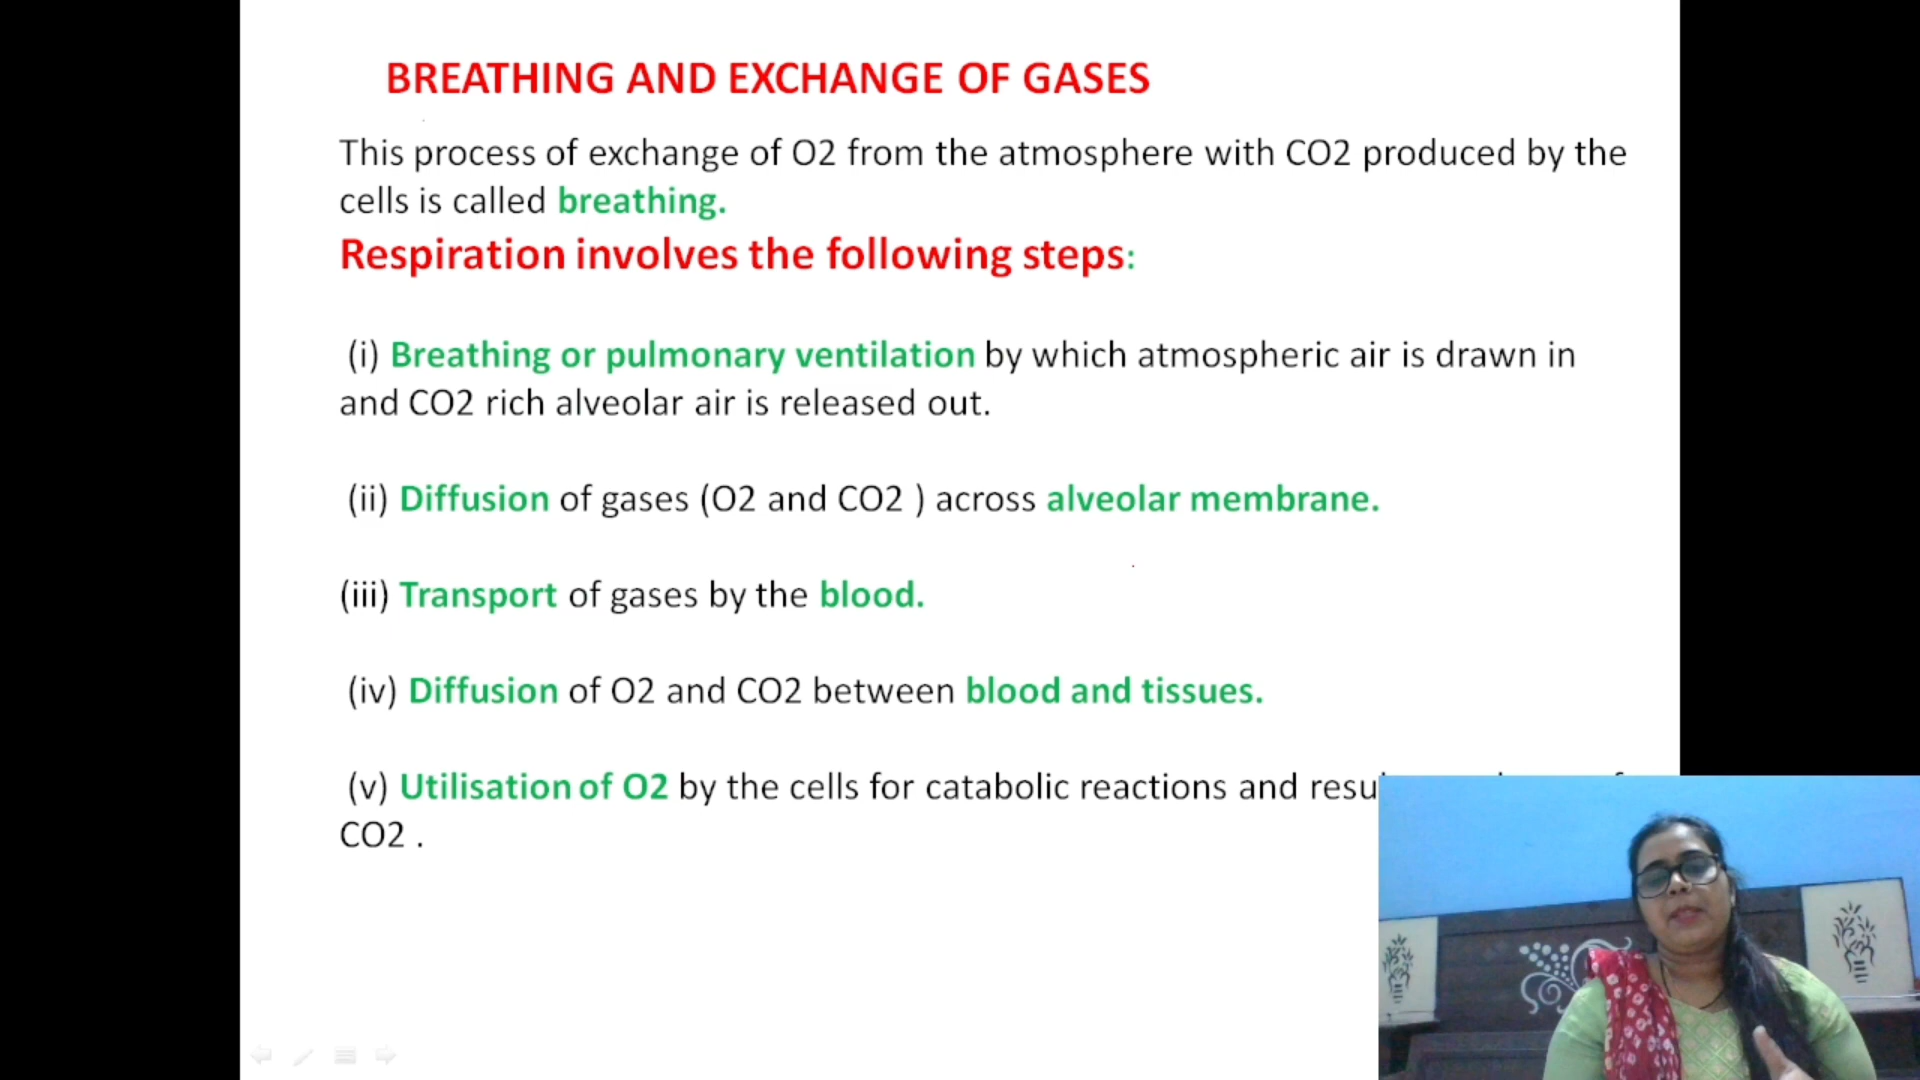 BREATHING AND EXCHANGE OF GASES
This process of exchange of O2 from the atmosphere with CO2 produced by the
cells is called breathing.
Respiration involves the following steps:
(i) Breathing or pulmonary ventilation by which atmospheric air is drawn in
and CO2 rich alveolar air is released out.
(ii) Diffusion of gases (O2 and CO2 ) across alveolar membrane.
(iii) Transport of gases by the blood.
(iv) Diffusion of O2 and CO2 between blood and tissues.
(v) Utilisation of O2 by the cells for catabolic reactions and
CO2 .